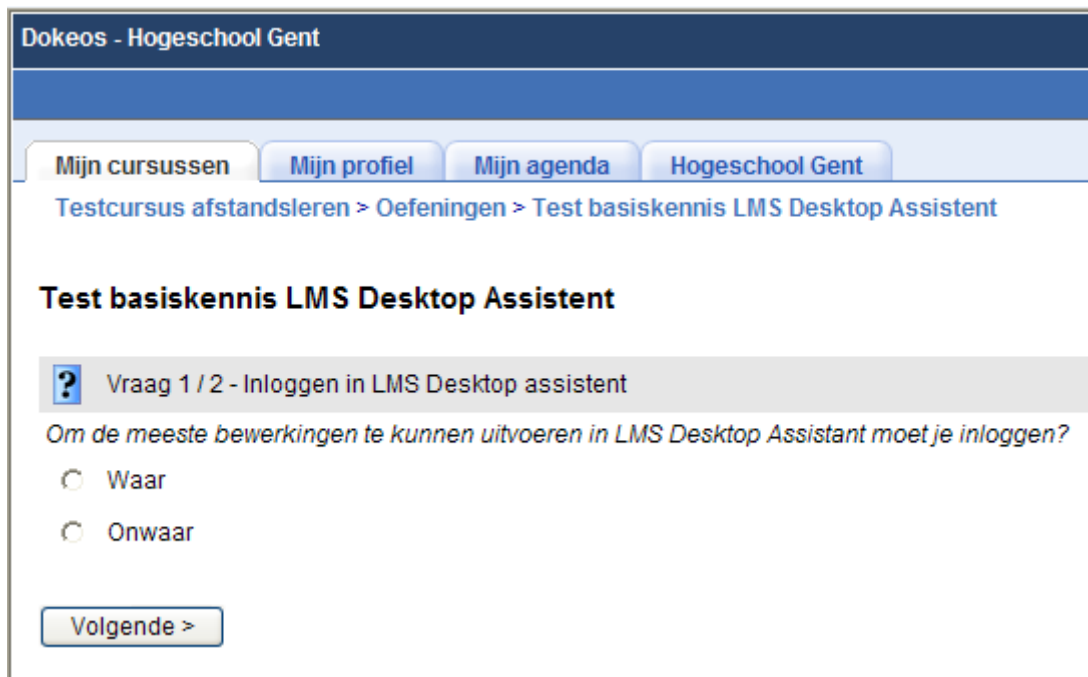 Dokeos - Hogeschool Gent
Mijn cursussen Mijn profiel Mijn agenda Hogeschool Gent
Testcursus afstandsleren > Oefeningen > Test basiskennis LMS Desktop Assistent
Test basiskennis LMS Desktop Assistent
? Vraag 1 / 2 - Inloggen in LMS Desktop assistent
Om de meeste bewerkingen te kunnen uitvoeren in LMS Desktop Assistant moet je inloggen?
Waar
Onwaar
Volgende >